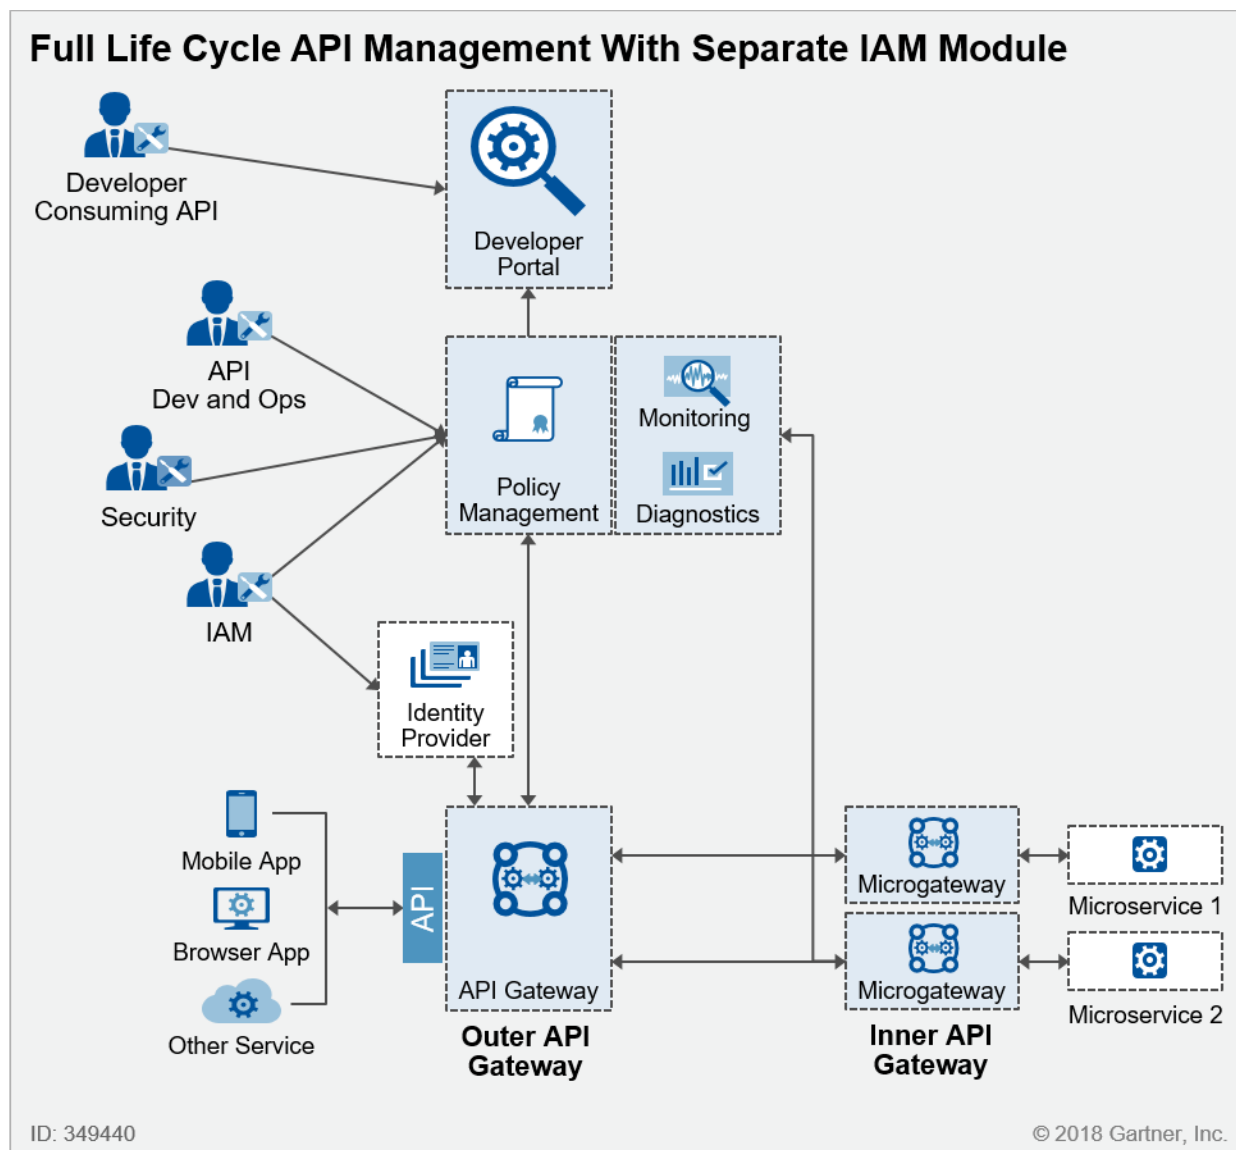 Full Life Cycle API Management With Separate IAM Module
Developer
Consuming API
Developer
Portal
API
Dev and Ops
Policy
Management
Monitoring
Diagnostics
Security
IAM
Identity
Provider
Mobile App
Browser App
Other Service
API
API Gateway
Outer API
Gateway
Microgateway
Microgateway
Inner API
Gateway
Microservice 1
Microservice 2
ID: 349440
© 2018 Gartner, Inc.